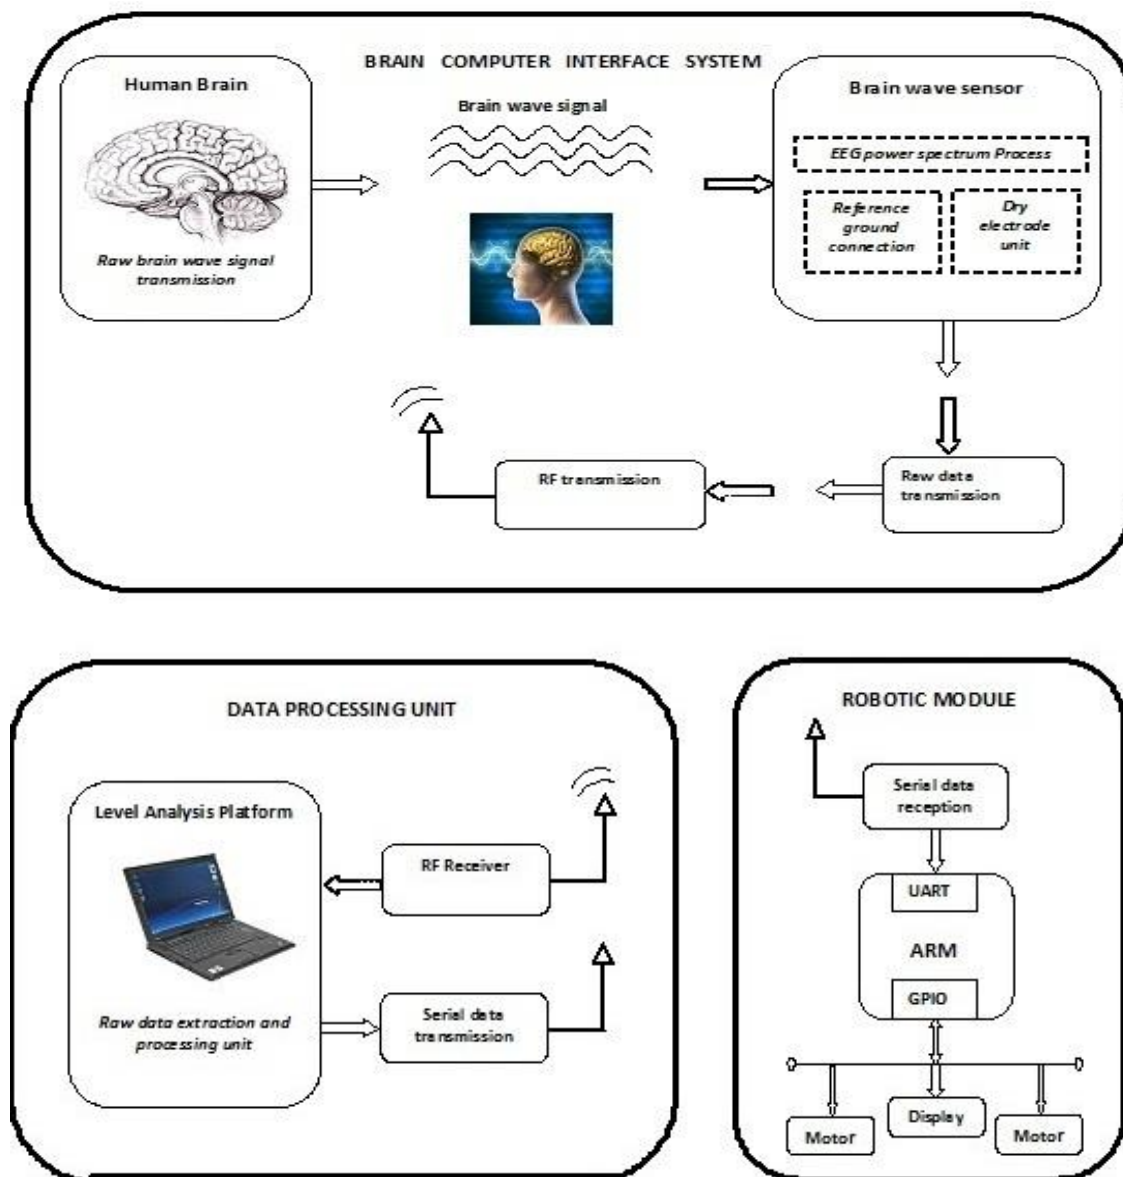 BRAIN COMPUTER INTERFACE SYSTEM
Human Brain
Raw brain wave signal
transmission
Brain wave signal
Brain wave sensor
EEG power spectrum Process
Reference
ground
connection
Dry
electrode
unit
RF transmission
Raw data
transmission
DATA PROCESSING UNIT
Level Analysis Platform
Raw data extraction and
processing unit
RF Receiver
Serial data
transmission
ROBOTIC MODULE
Serial data
reception
UART
ARM
GPIO
Motor
Display
Motor